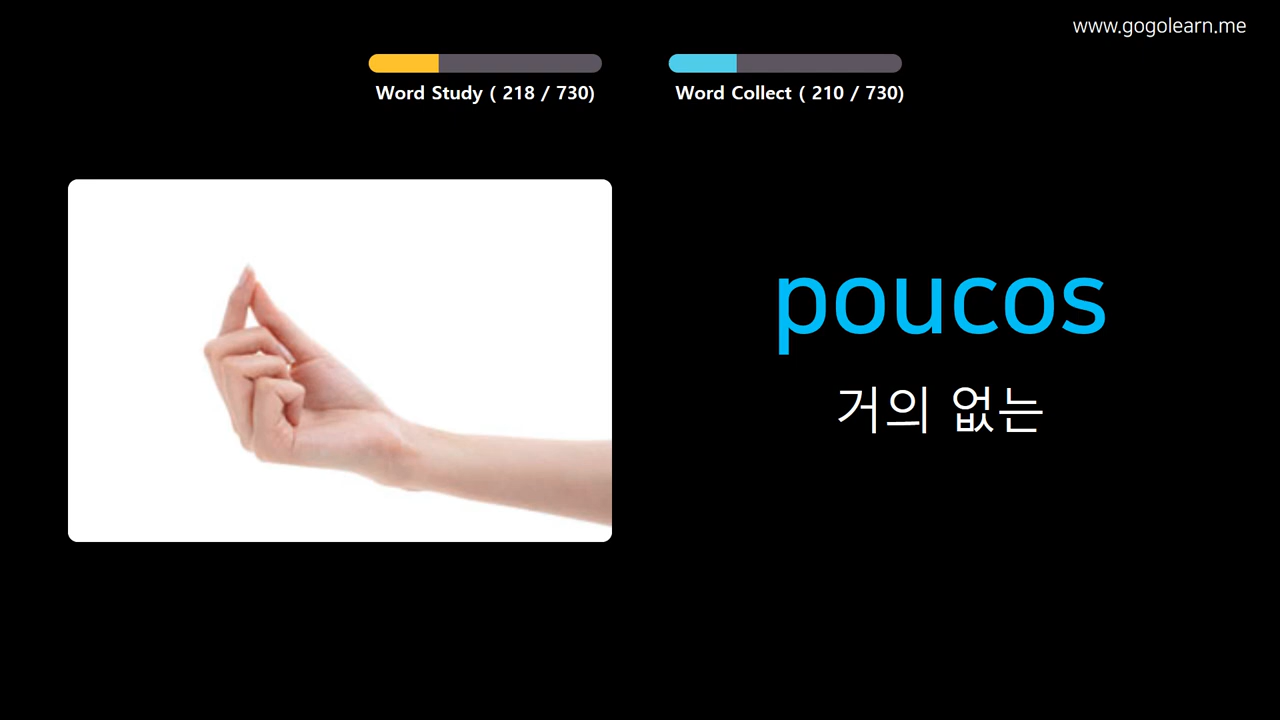 www.gogolearn.me
Word Study ( 218 / 730)
Word Collect ( 210 / 730)
poucos
거의 없는